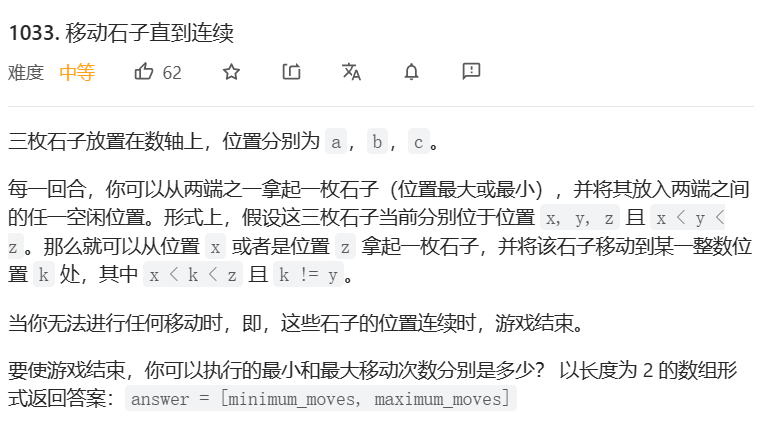 1033. 移动石子直到连续
难度 中等 62
三枚石子放置在数轴上，位置分别为 a，b，c。
每一回合，你可以从两端之一拿起一枚石子（位置最大或最小），并将其放入两端之间
的任一空闲位置。形式上，假设这三枚石子当前分别位于位置 x, y, z 且 x < y <
z。那么就可以从位置 x 或者是位置 z 拿起一枚石子，并将该石子移动到某一整数位
置 k 处，其中 x < k < z 且 k != y。
当你无法进行任何移动时，即，这些石子的位置连续时，游戏结束。
要使游戏结束，你可以执行的最小和最大移动次数分别是多少？ 以长度为 2 的数组形
式返回答案：answer = [minimum_moves, maximum_moves]